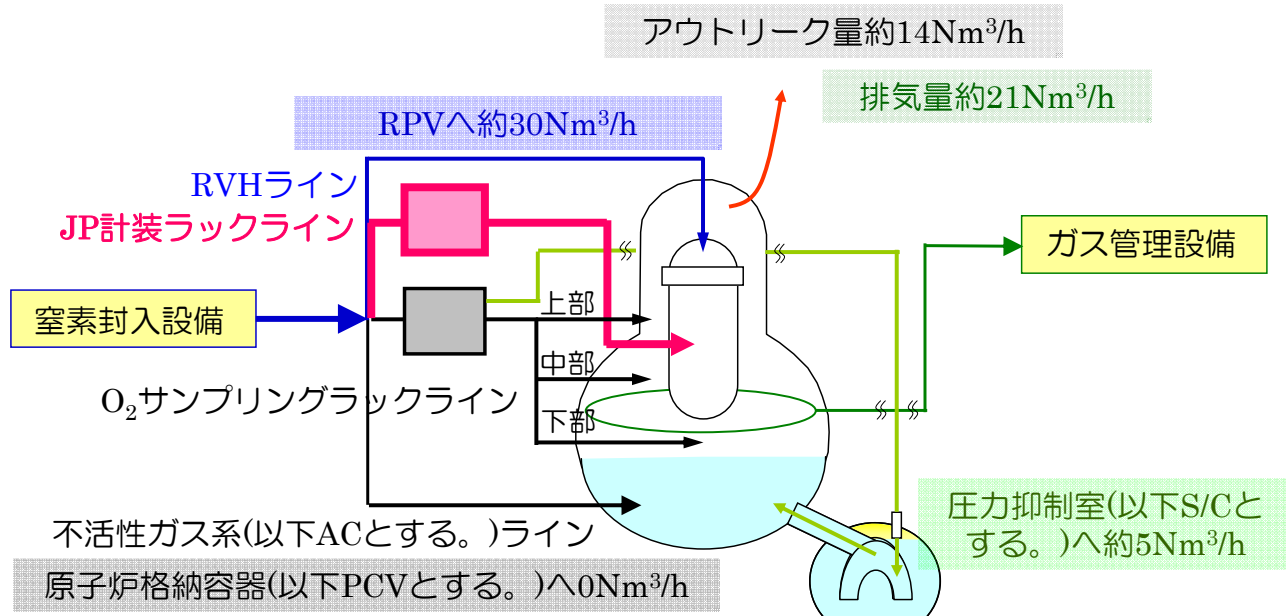 アウトリーク量約14Nm³/h
排気量約21Nm³/h
RPVへ約30Nm³/h
RVHライン
JP計装ラックライン
ガス管理設備
窒素封入設備
上部
中部
O₂サンプリングラックライン
下部
不活性ガス系(以下ACとする。)ライン
圧力抑制室(以下S/Cと
する。)へ約5Nm³/h
原子炉格納容器(以下PCVとする。)へ0Nm³/h